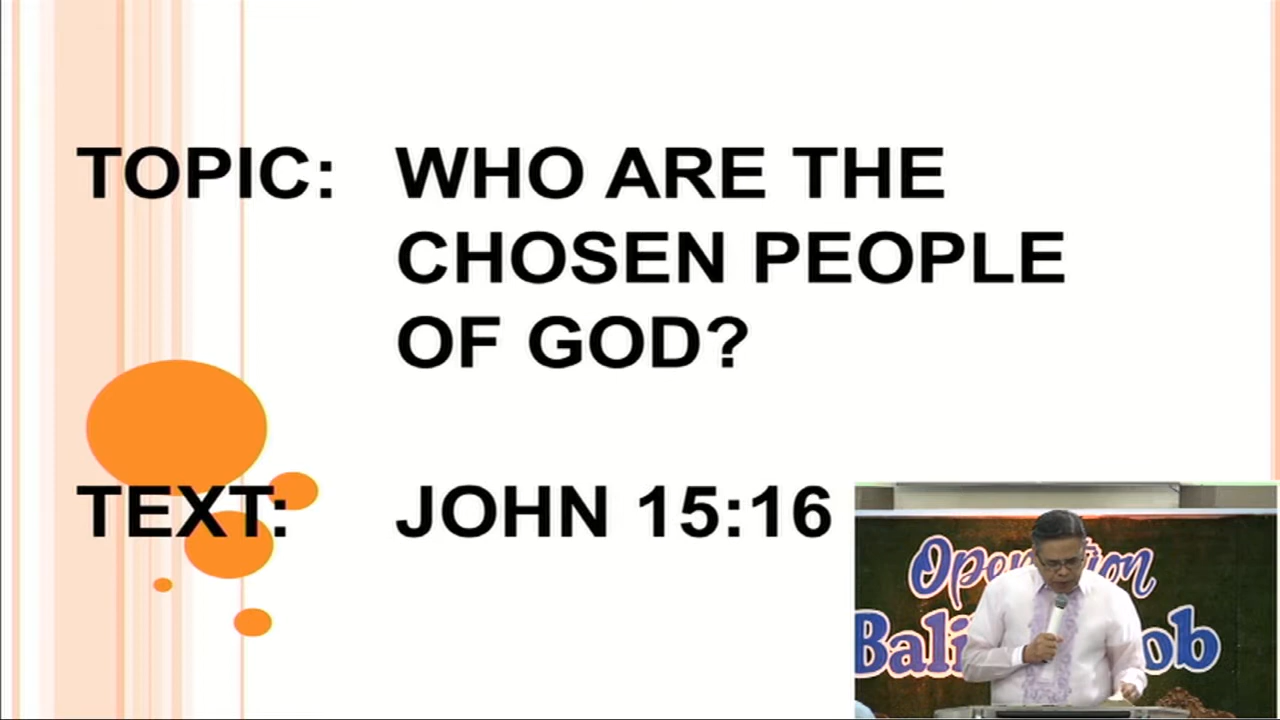 TOPIC: WHO ARE THE
CHOSEN PEOPLE
OF GOD?
TEXT: JOHN 15:16